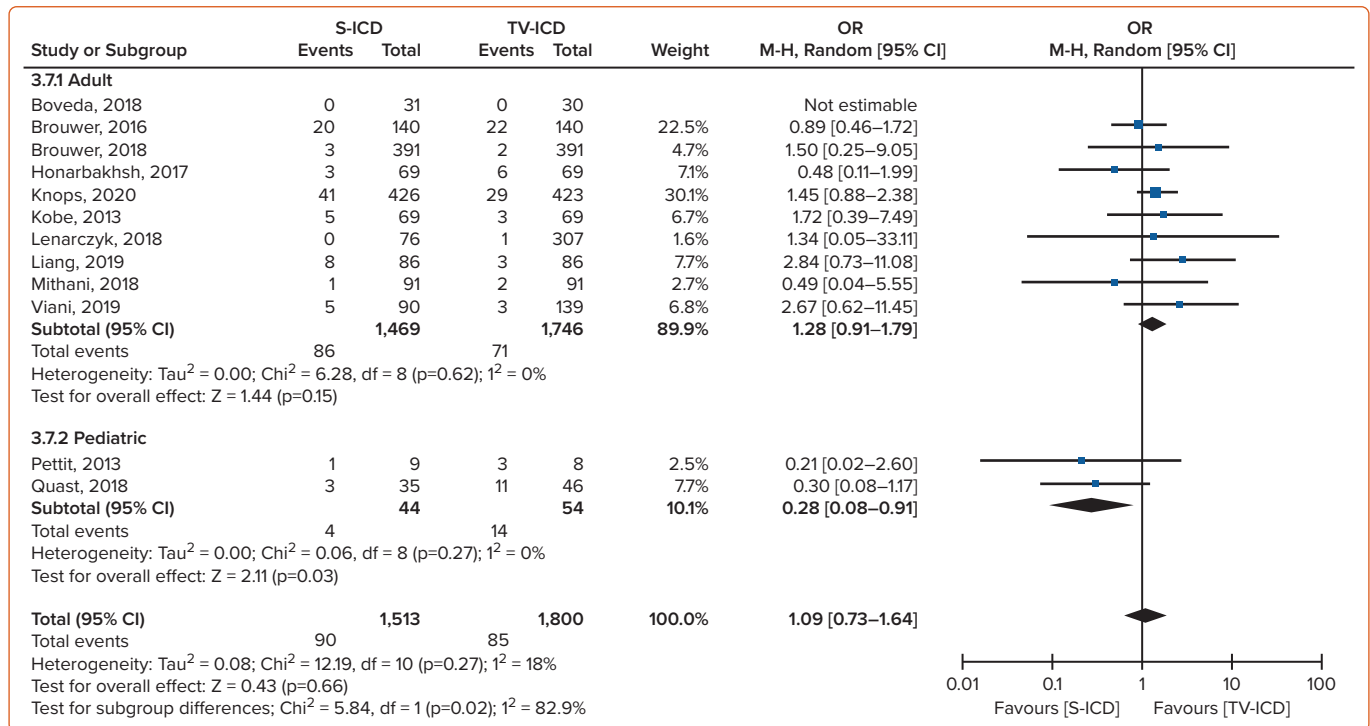 S-ICD TV-ICD OR OR
Study or Subgroup Events Total Events Total Weight M-H, Random [95% CI] M-H, Random [95% CI]
3.7.1 Adult
Boveda, 2018 0 31 0 30 Not estimable
Brouwer, 2016 20 140 22 140 22.5% 0.89 [0.46–1.72]
Brouwer, 2018 3 391 2 391 4.7% 1.50 [0.25–9.05]
Honarbakhsh, 2017 3 69 6 69 7.1% 0.48 [0.11–1.99]
Knops, 2020 41 426 29 423 30.1% 1.45 [0.88–2.38]
Kobe, 2013 5 69 3 69 6.7% 1.72 [0.39–7.49]
Lenarczyk, 2018 0 76 1 307 1.6% 1.34 [0.05–33.11]
Liang, 2019 8 86 3 86 7.7% 2.84 [0.73–11.08]
Mithani, 2018 1 91 2 91 2.7% 0.49 [0.04–5.55]
Viani, 2019 5 90 3 139 6.8% 2.67 [0.62–11.45]
Subtotal (95% CI) 1,469 1,746 89.9% 1.28 [0.91–1.79]
Total events 86 71
Heterogeneity: Tau² = 0.00; Chi² = 6.28, df = 8 (p=0.62); 1² = 0%
Test for overall effect: Z = 1.44 (p=0.15)
3.7.2 Pediatric
Pettit, 2013 1 9 3 8 2.5% 0.21 [0.02–2.60]
Quast, 2018 3 35 11 46 7.7% 0.30 [0.08–1.17]
Subtotal (95% CI) 44 54 10.1% 0.28 [0.08–0.91]
Total events 4 14
Heterogeneity: Tau² = 0.00; Chi² = 0.06, df = 8 (p=0.27); 1² = 0%
Test for overall effect: Z = 2.11 (p=0.03)
Total (95% CI) 1,513 1,800 100.0% 1.09 [0.73–1.64]
Total events 90 85
Heterogeneity: Tau² = 0.08; Chi² = 12.19, df = 10 (p=0.27); 1² = 18%
Test for overall effect: Z = 0.43 (p=0.66)
Test for subgroup differences; Chi² = 5.84, df = 1 (p=0.02); 1² = 82.9%
0.01 0.1 1 10 100
Favours [S-ICD] Favours [TV-ICD]